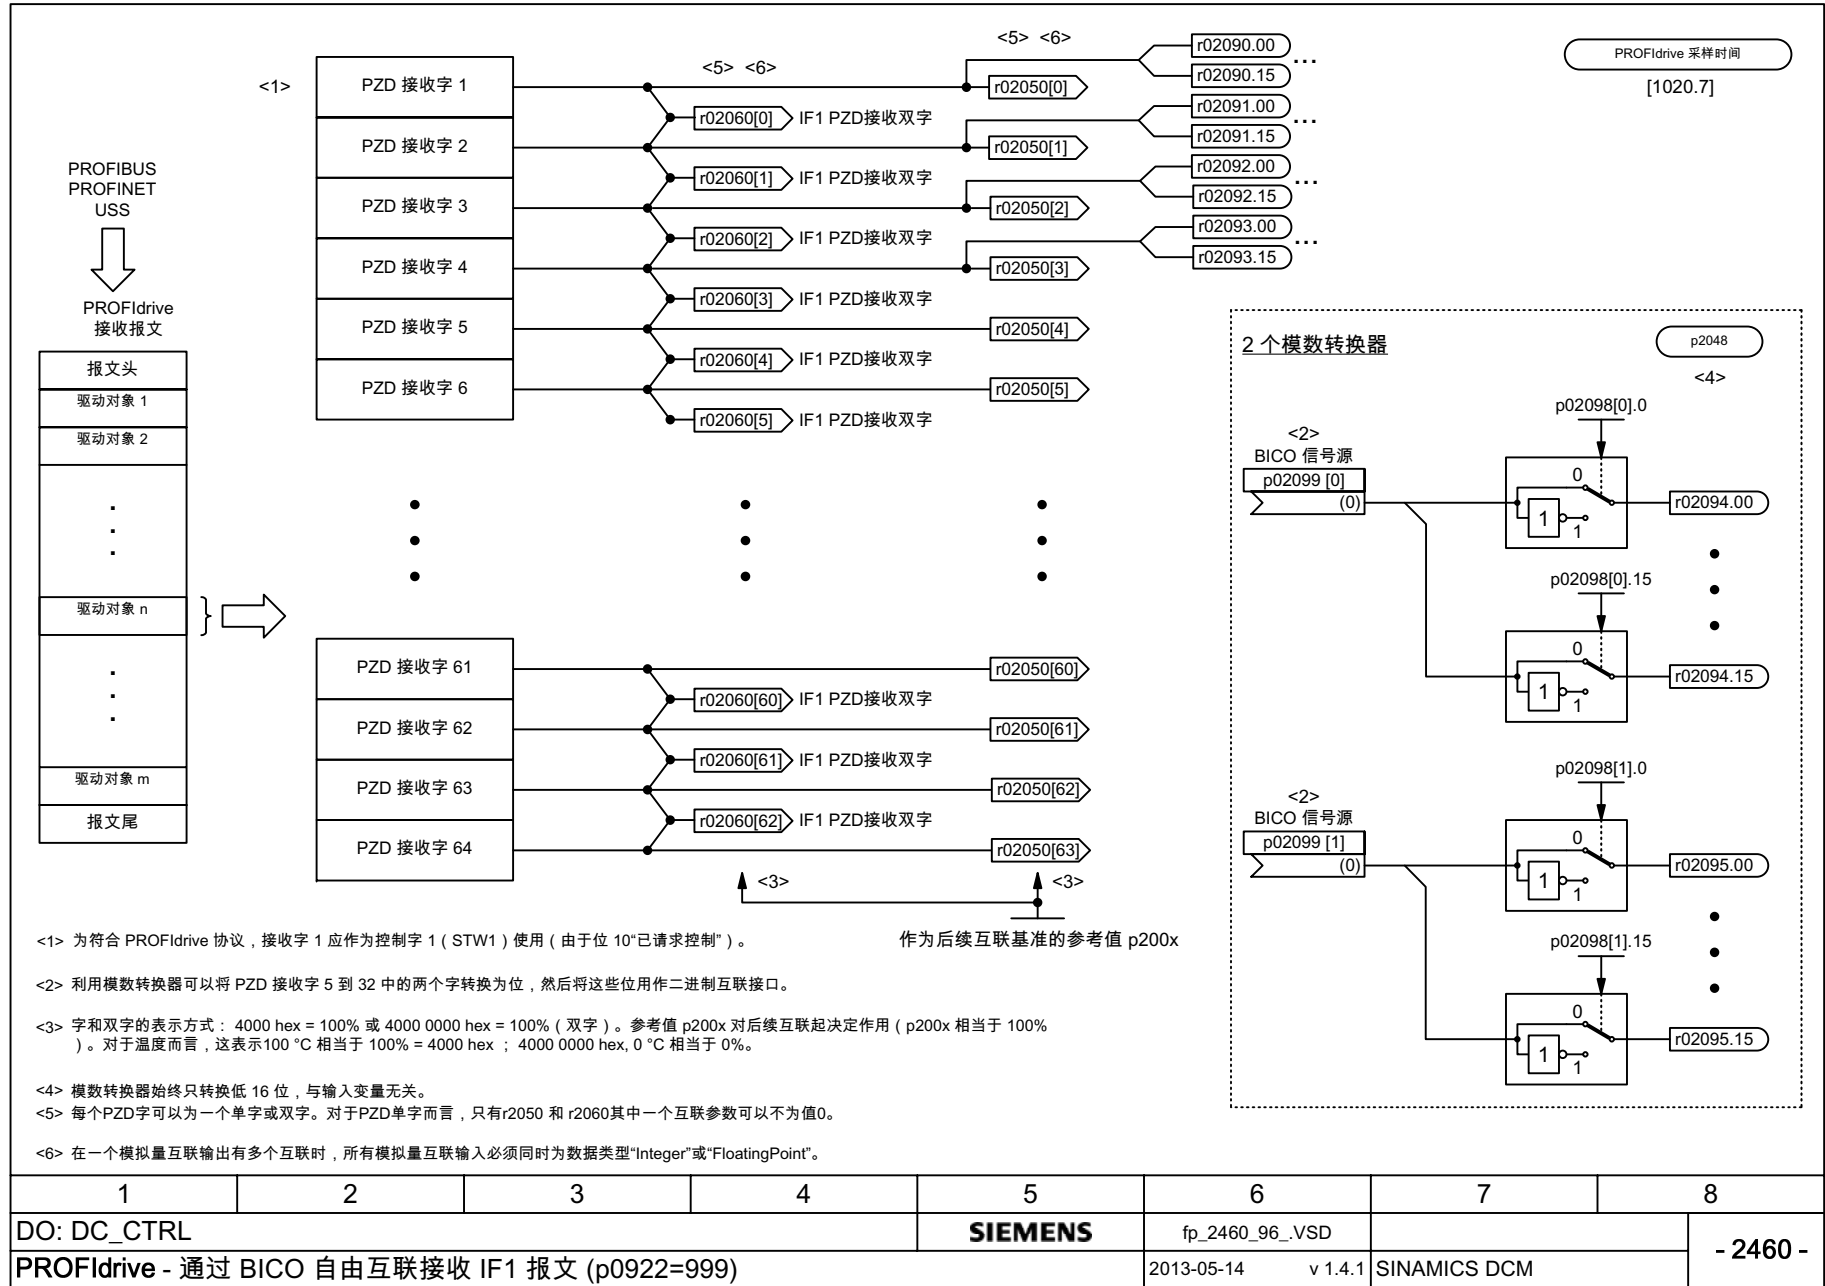 <5> <6>
r02090.00
...
PROFIdrive 采样时间
[1020.7]
<5> <6>
<1>
PZD 接收字 1
r02050[0]
r02090.15
r02060[0] IF1 PZD接收双字
r02091.00
...
PZD 接收字 2
r02050[1]
r02091.15
r02060[1] IF1 PZD接收双字
r02092.00
...
PZD 接收字 3
r02050[2]
r02092.15
r02060[2] IF1 PZD接收双字
r02093.00
...
PZD 接收字 4
r02050[3]
r02093.15
r02060[3] IF1 PZD接收双字
PZD 接收字 5
r02050[4]
r02060[4] IF1 PZD接收双字
PZD 接收字 6
r02050[5]
r02060[5] IF1 PZD接收双字
PROFIBUS
PROFINET
USS
PROFIdrive
接收报文
报文头
驱动对象 1
驱动对象 2
驱动对象 n
}
驱动对象 m
报文尾
PZD 接收字 61
r02050[60]
r02060[60] IF1 PZD接收双字
PZD 接收字 62
r02050[61]
r02060[61] IF1 PZD接收双字
PZD 接收字 63
r02050[62]
r02060[62] IF1 PZD接收双字
PZD 接收字 64
r02050[63]
<3>
<3>
作为后续互联基准的参考值 p200x
2 个模数转换器
p2048
<4>
p02098[0].0
<2>
BICO 信号源
p02099 [0]
(0)
0
1
1
r02094.00
p02098[0].15
0
1
1
r02094.15
p02098[1].0
<2>
BICO 信号源
p02099 [1]
(0)
0
1
1
r02095.00
p02098[1].15
0
1
1
r02095.15
<1> 为符合 PROFIdrive 协议，接收字 1 应作为控制字 1（STW1）使用（由于位 10“已请求控制”）。
<2> 利用模数转换器可以将 PZD 接收字 5 到 32 中的两个字转换为位，然后将这些位用作二进制互联接口。
<3> 字和双字的表示方式： 4000 hex = 100% 或 4000 0000 hex = 100%（双字）。参考值 p200x 对后续互联起决定作用（p200x 相当于 100%
）。对于温度而言，这表示100 °C 相当于 100% = 4000 hex ； 4000 0000 hex, 0 °C 相当于 0%。
<4> 模数转换器始终只转换低 16 位，与输入变量无关。
<5> 每个PZD字可以为一个单字或双字。对于PZD单字而言，只有r2050 和 r2060其中一个互联参数可以不为值0。
<6> 在一个模拟量互联输出有多个互联时，所有模拟量互联输入必须同时为数据类型“Integer”或“FloatingPoint”。
1 2 3 4 5 6 7 8
DO: DC_CTRL
SIEMENS
fp_2460_96_.VSD
- 2460 -
PROFIdrive - 通过 BICO 自由互联接收 IF1 报文 (p0922=999)
2013-05-14 v 1.4.1
SINAMICS DCM